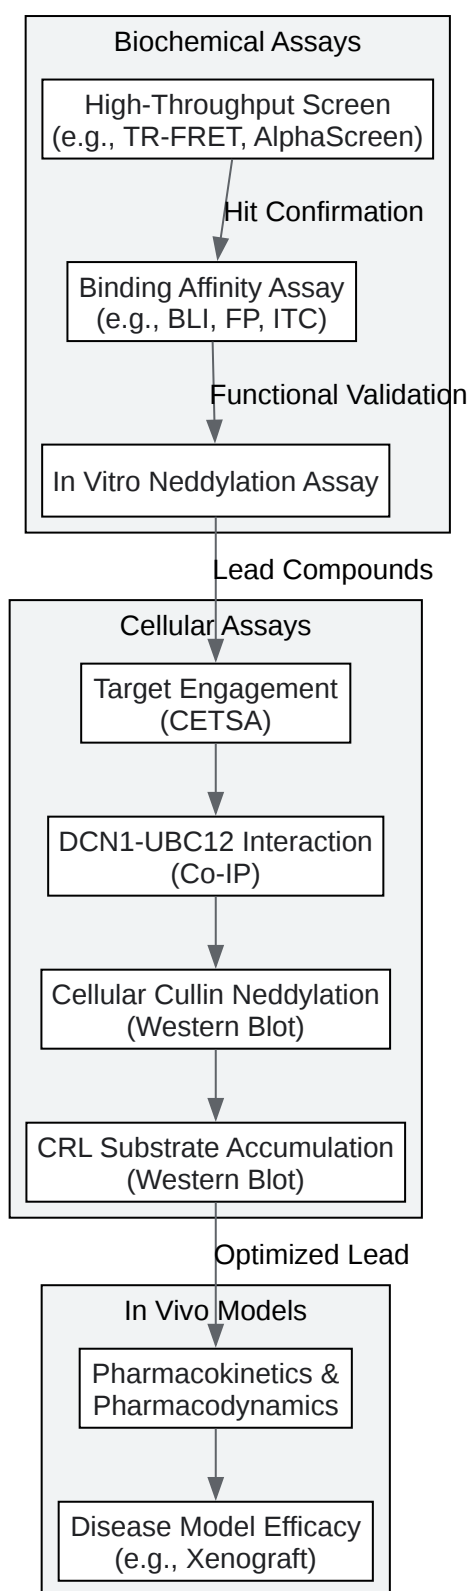 Biochemical Assays
High-Throughput Screen
(e.g., TR-FRET, AlphaScreen)
Hit Confirmation
Binding Affinity Assay
(e.g., BLI, FP, ITC)
Functional Validation
In Vitro Neddylation Assay
Lead Compounds
Cellular Assays
Target Engagement
(CETSA)
DCN1-UBC12 Interaction
(Co-IP)
Cellular Cullin Neddylation
(Western Blot)
CRL Substrate Accumulation
(Western Blot)
Optimized Lead
In Vivo Models
Pharmacokinetics &
Pharmacodynamics
Disease Model Efficacy
(e.g., Xenograft)